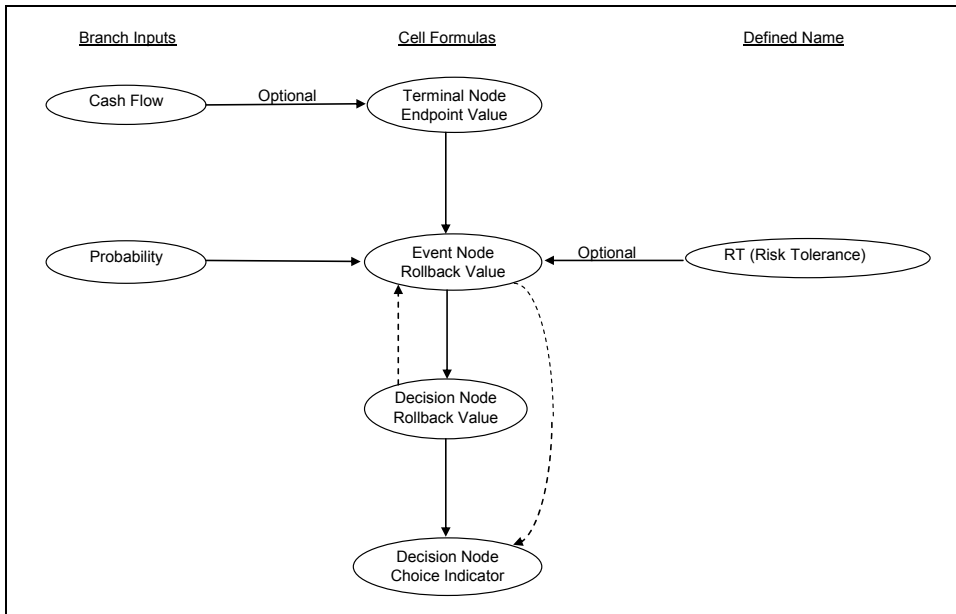 Branch Inputs
Cell Formulas
Defined Name
Cash Flow
Optional
Terminal Node
Endpoint Value
Probability
Event Node
Rollback Value
Optional
RT (Risk Tolerance)
Decision Node
Rollback Value
Decision Node
Choice Indicator